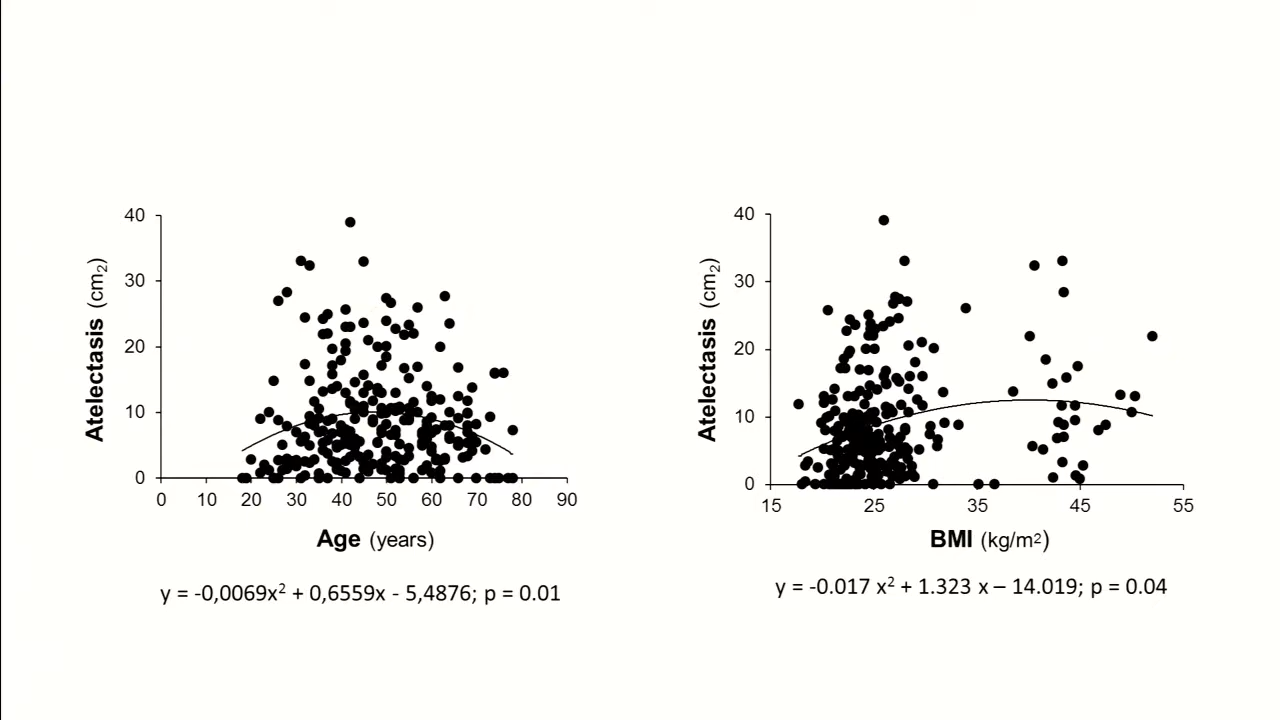 40
30
20
10
0
Atelectasis (cm2)
0 10 20 30 40 50 60 70 80 90
Age (years)
y = -0,0069x² + 0,6559x - 5,4876; p = 0.01
40
30
20
10
0
Atelectasis (cm2)
15 25 35 45 55
BMI (kg/m2)
y = -0.017 x² + 1.323 x – 14.019; p = 0.04